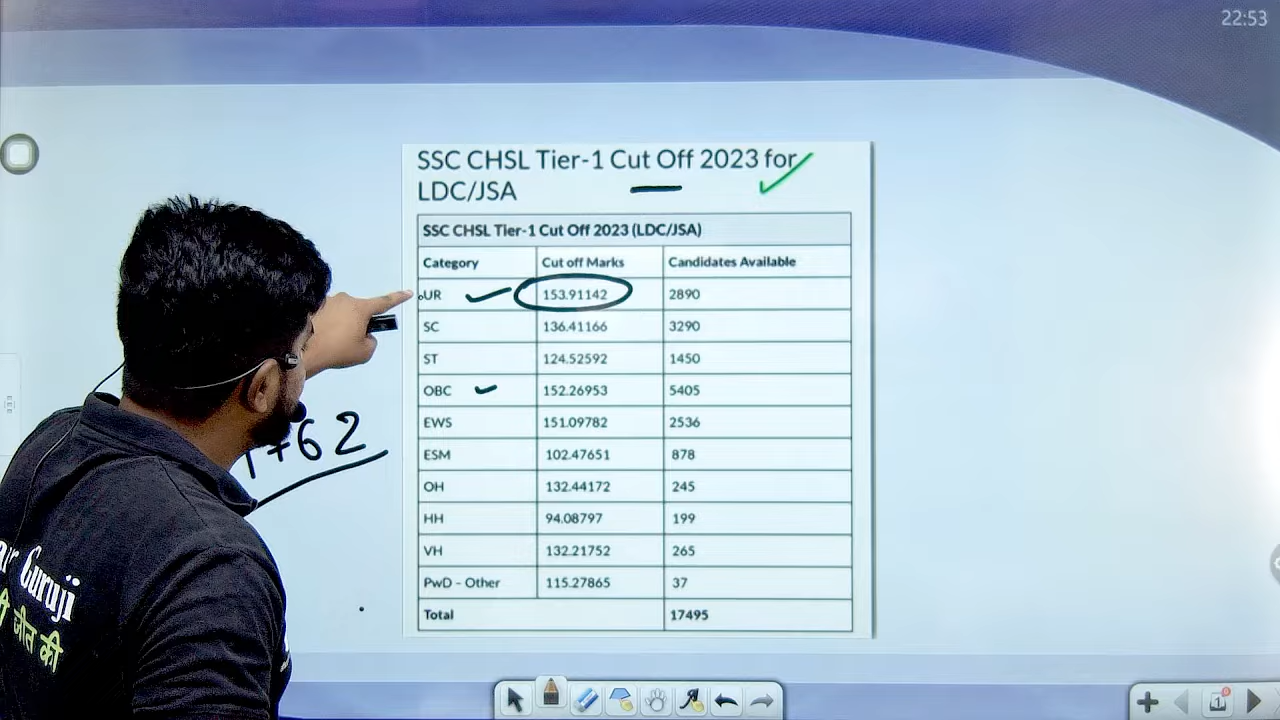 22:53
SSC CHSL Tier-1 Cut Off 2023 for
LDC/JSA
SSC CHSL Tier-1 Cut Off 2023 (LDC/JSA)
Category Cut off Marks Candidates Available
UR 153.91142 2890
SC 136.41166 3290
ST 124.52592 1450
OBC 152.26953 5405
EWS 151.09782 2536
ESM 102.47651 878
OH 132.44172 245
HH 94.08797 199
VH 132.21752 265
PwD - Other 115.27865 37
Total 17495
1762
Guruji
जीत की